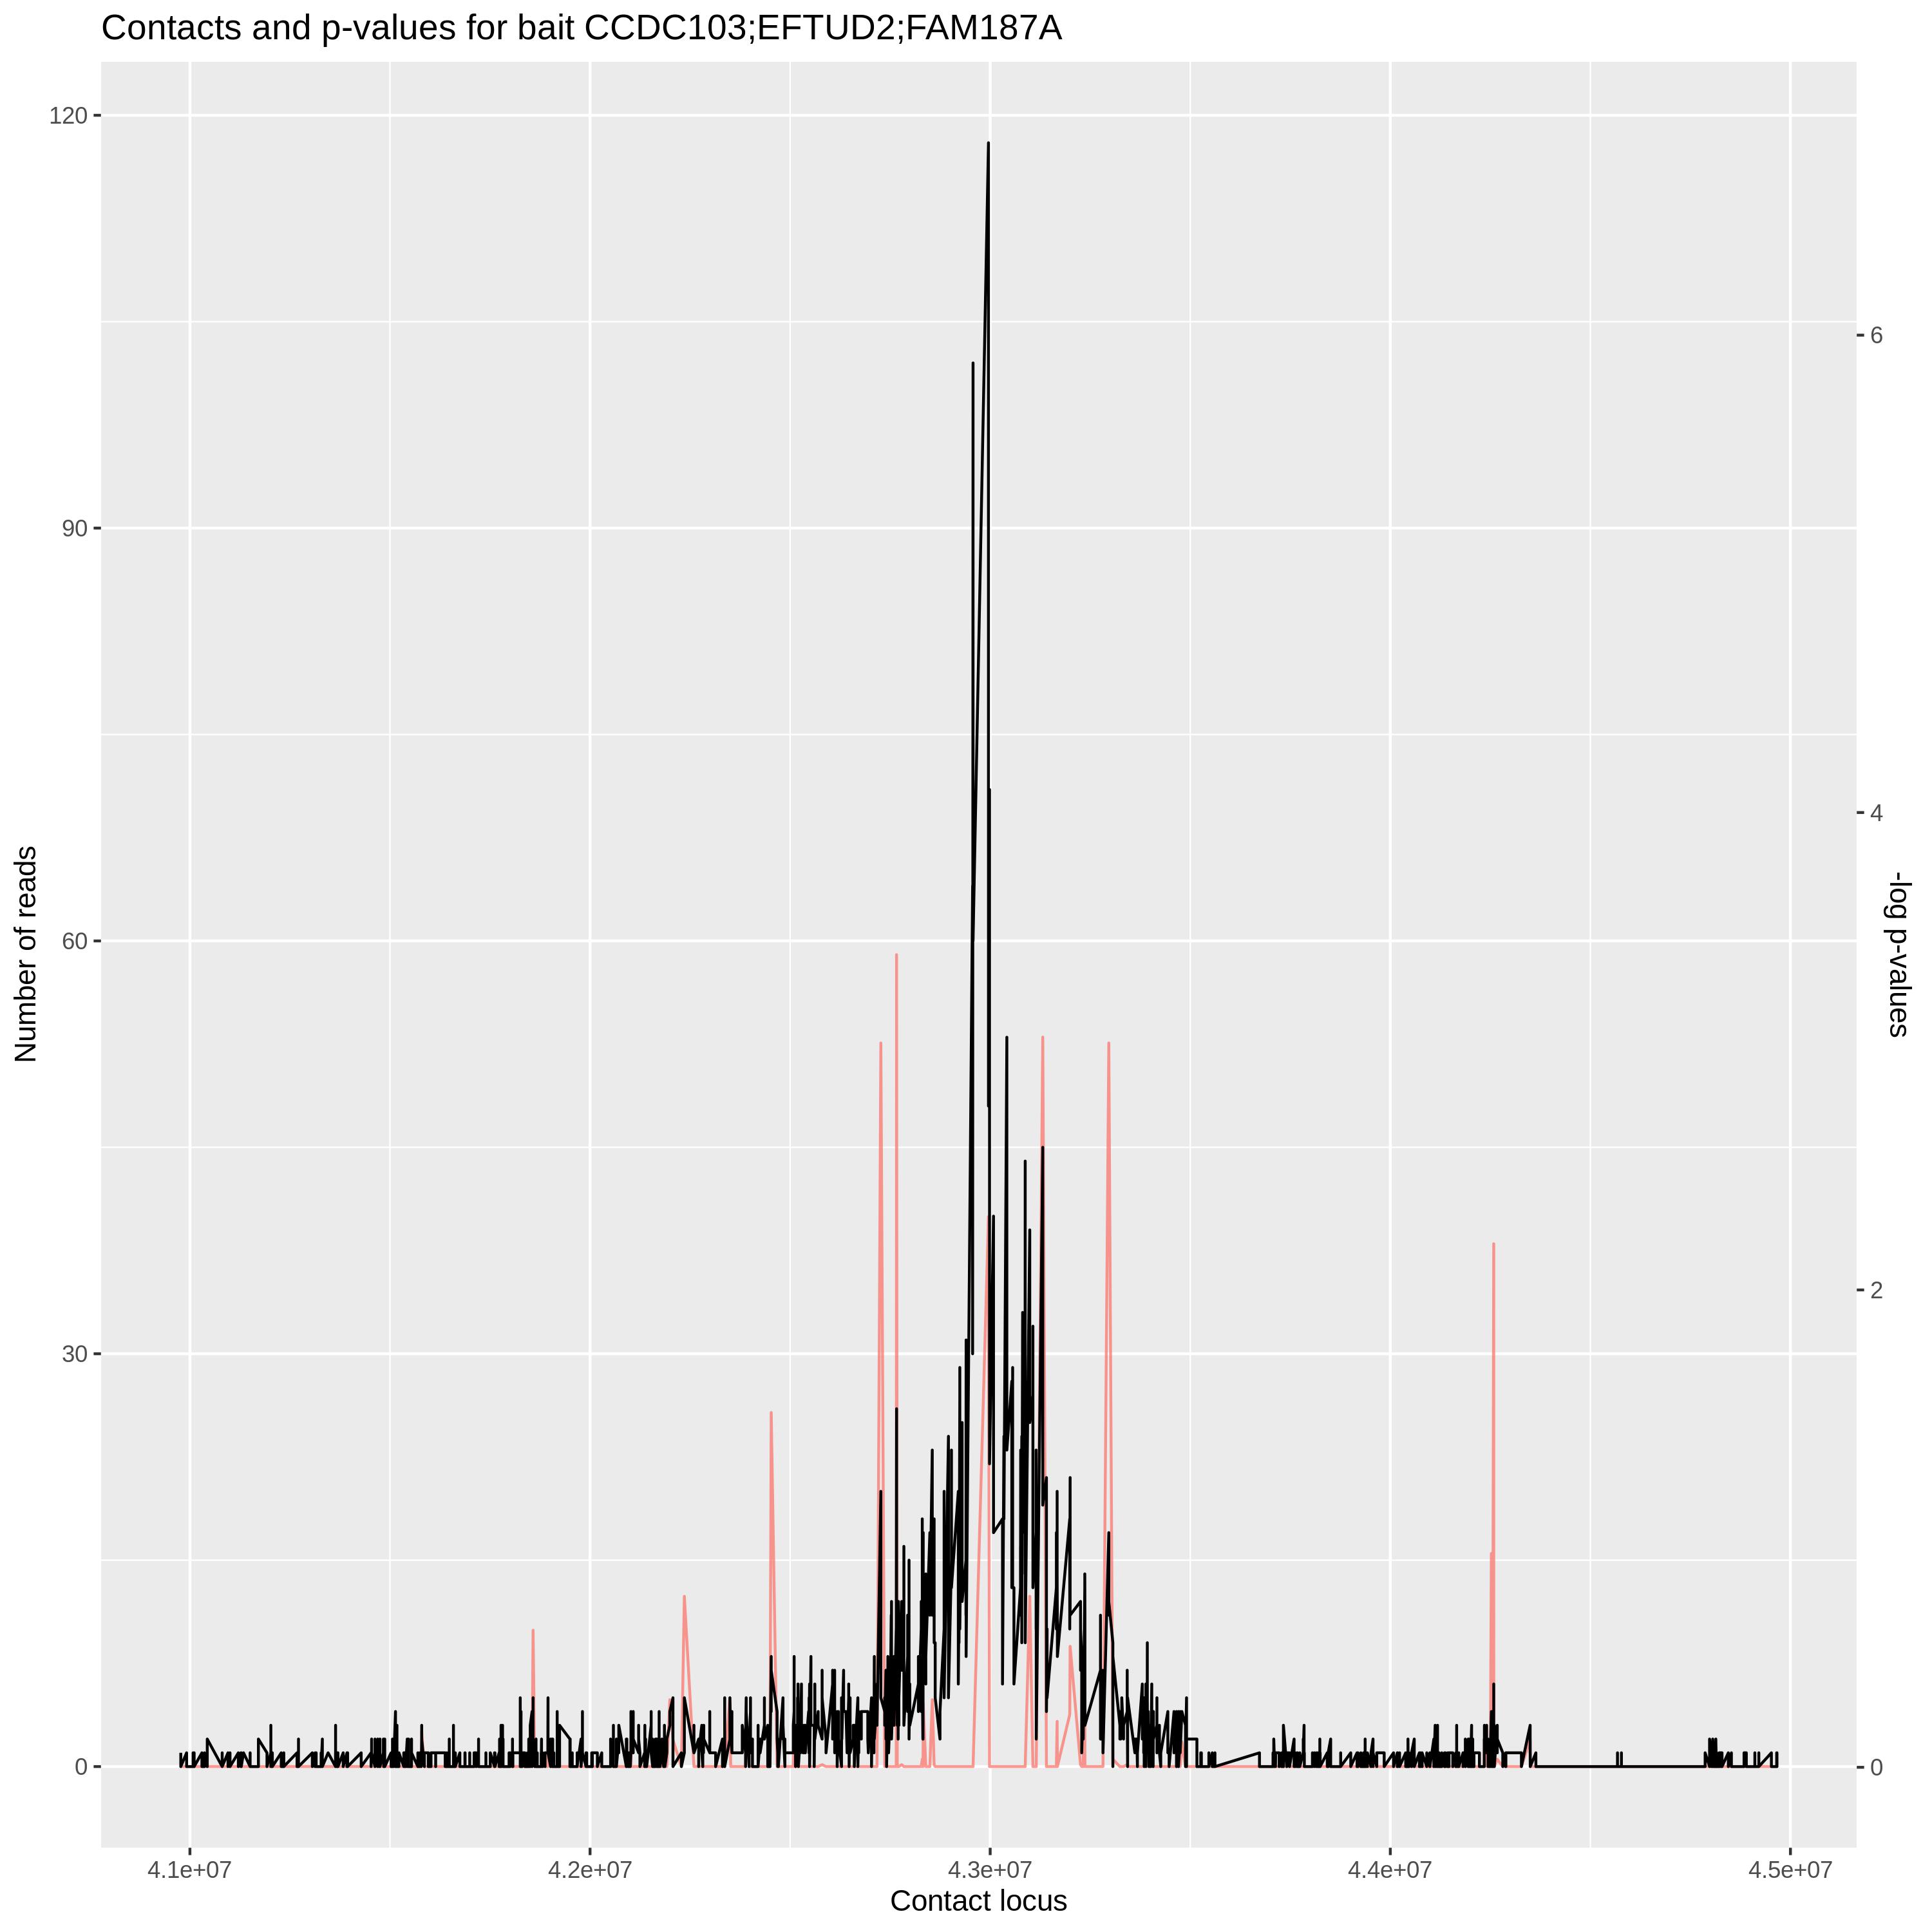 Contacts and p-values for bait CCDC103;EFTUD2;FAM187A
120
90
60
30
0
Number of reads
6
4
2
0
-log p-values
4.1e+07 4.2e+07 4.3e+07 4.4e+07 4.5e+07
Contact locus